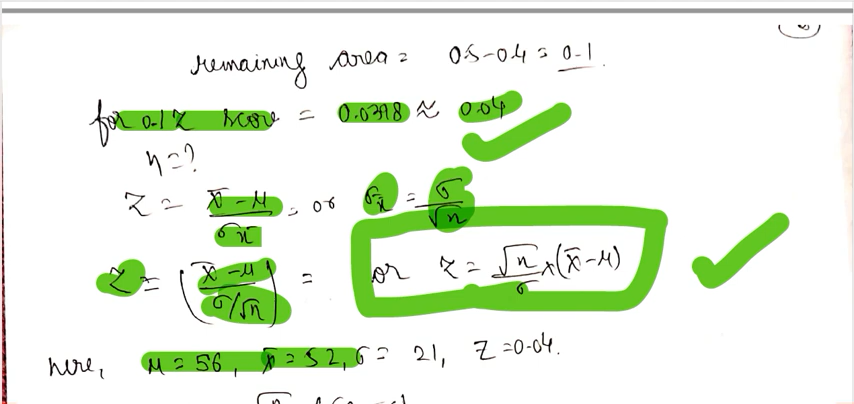 remaining area = 0.5-0.4 = 0.1
for 0.1 Z score = 0.0398 ≈ 0.04
n=?
Z = x̄-μ/σx̄ = or σx̄ = σ/√n
Z = (x̄-μ/σ/√n) = or Z = √n/σ x(x̄-μ)
here, μ = 56, x̄ = 52, σ = 21, Z=0.04.